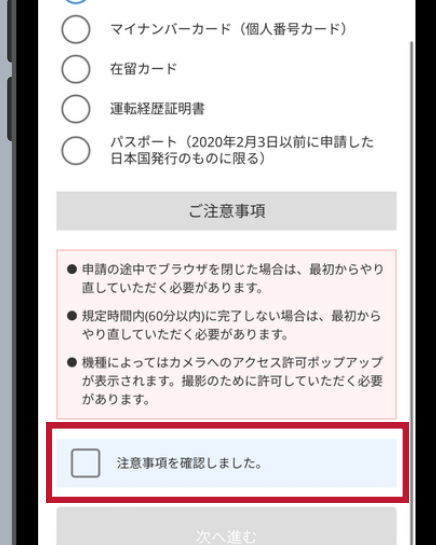 マイナンバーカード（個人番号カード）
在留カード
運転経歴証明書
パスポート（2020年2月3日以前に申請した
日本国発行のものに限る）
ご注意事項
● 申請の途中でブラウザを閉じた場合は、最初からやり
直していただく必要があります。
● 規定時間内(60分以内)に完了しない場合は、最初から
やり直していただく必要があります。
● 機種によってはカメラへのアクセス許可ポップアップ
が表示されます。撮影のために許可していただく必要
があります。
注意事項を確認しました。
次へ進む